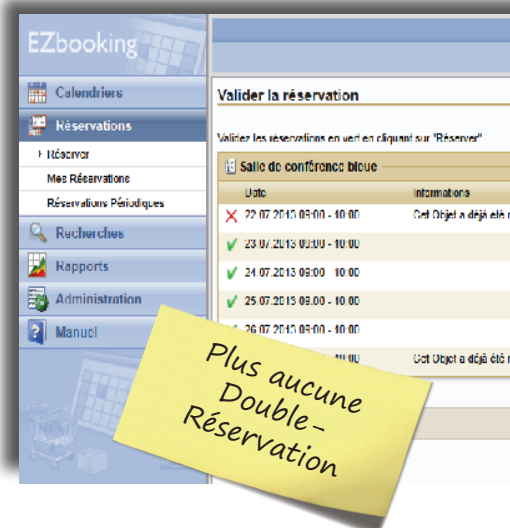 EZbooking
Calendriers
Réservations
Réserver
Mes Réservations
Réservations Périodiques
Recherches
Rapports
Administration
Manuel
Valider la réservation
Validez les réservations en vert en cliquant sur "Réserver"
Salle de conférence bleue
Date Informations
22.07.2013 09:00 - 10:00 Cet Objet a déjà été
23.07.2013 09:00 - 10:00
24.07.2013 09:00 - 10:00
25.07.2013 09:00 - 10:00
26.07.2013 09:00 - 10:00
10:00 Cet Objet a déjà été
Plus aucune
Double-
Réservation